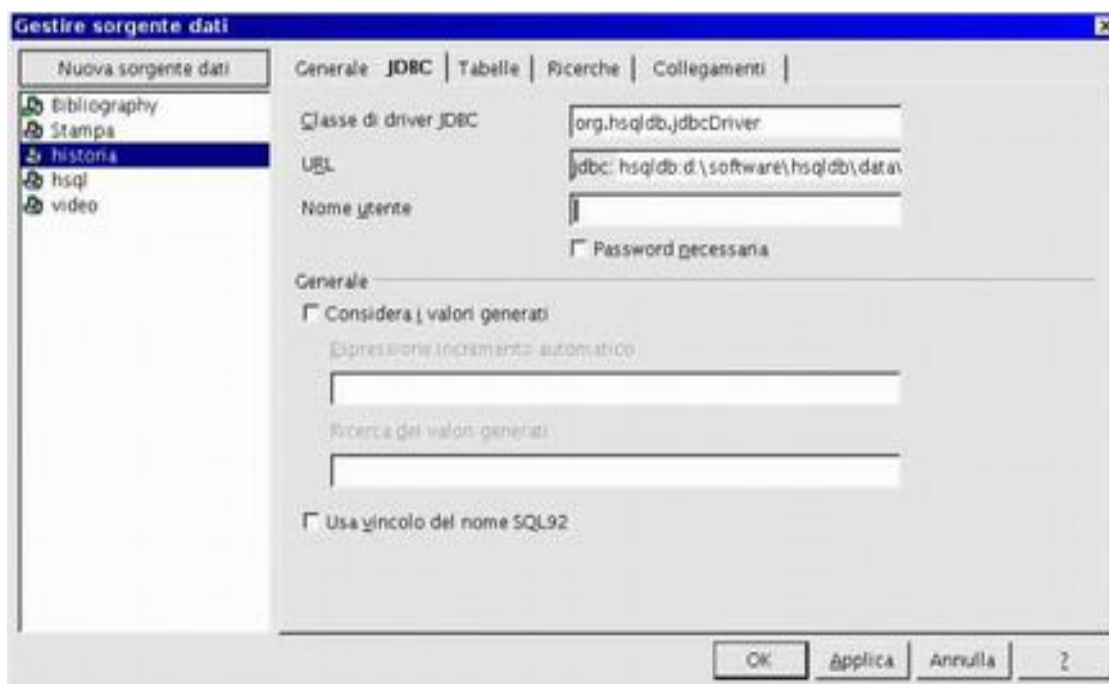 Gestire sorgente dati
Nuova sorgente dati
Bibliography
Stampa
historia
hsql
video
Generale JDBC Tabelle Ricerche Collegamenti
Classe di driver JDBC org.hsqldb.jdbcDriver
URL jdbc: hsqldb:d:\software\hsqldb\data\
Nome utente
Password necessaria
Generale
Considera i valori generati
Espressione incremento automatico
Ricerca dei valori generati
Usa vincolo del nome SQL92
OK Applica Annulla ?